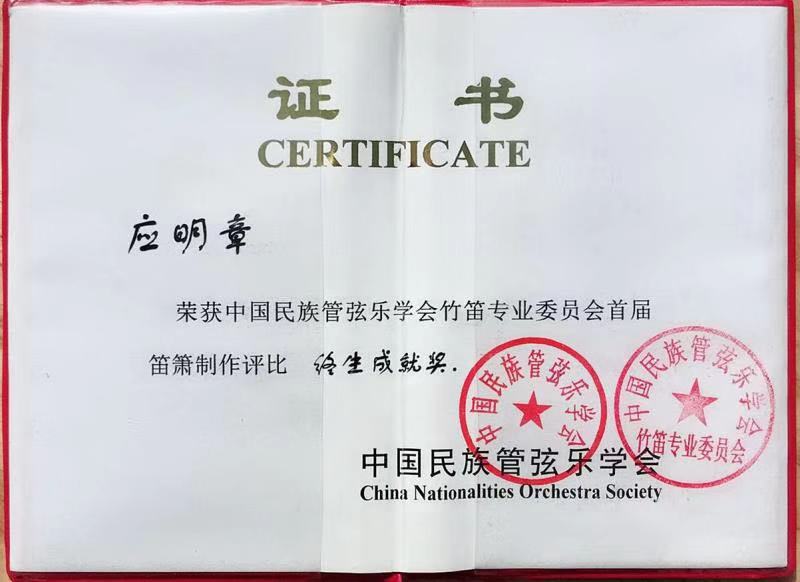 证书
CERTIFICATE
应明章
荣获中国民族管弦乐学会竹笛专业委员会首届
笛箫制作评比 终生成就奖.
中国民族管弦乐学会
中国民族管弦乐学会
竹笛专业委员会
中国民族管弦乐学会
China Nationalities Orchestra Society